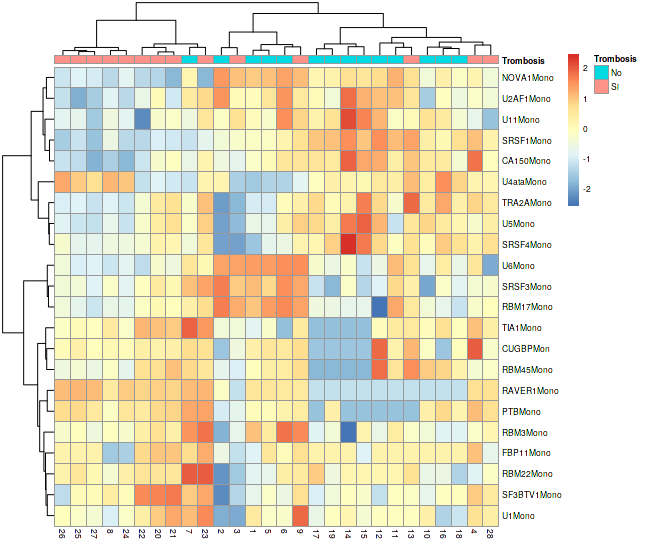 Trombosis
NOVA1Mono
U2AF1Mono
U11Mono
SRSF1Mono
CA150Mono
U4ataMono
TRA2AMono
U5Mono
SRSF4Mono
U6Mono
SRSF3Mono
RBM17Mono
TIA1Mono
CUGBPMon
RBM45Mono
RAVER1Mono
PTBMono
RBM3Mono
FBP11Mono
RBM22Mono
SF3BTV1Mono
U1Mono
26 25 27 8 24 22 20 21 7 23 2 3 1 5 6 9 17 19 14 15 12 11 13 10 16 18 4 28
2
1
0
-1
-2
Trombosis
No
SI